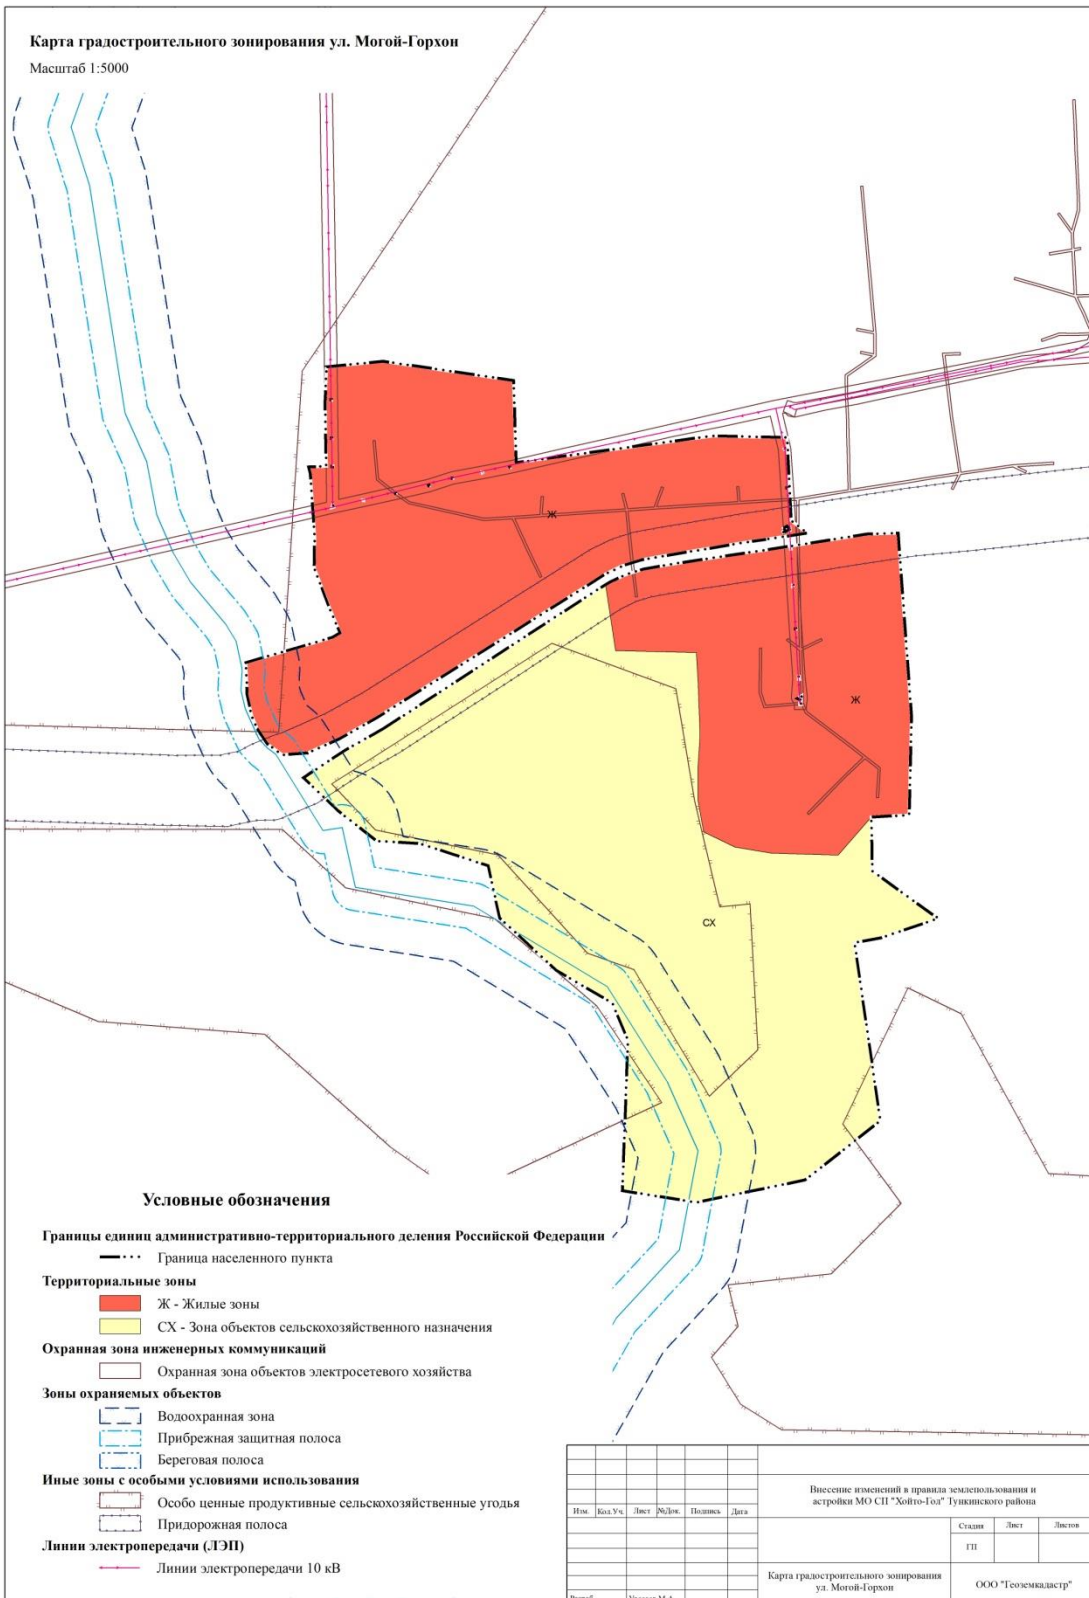 Карта градостроительного зонирования ул. Могой-Горхон
Масштаб 1:5000
Ж
Ж
СХ
Условные обозначения
Границы единиц административно-территориального деления Российской Федерации
Граница населенного пункта
Территориальные зоны
Ж - Жилые зоны
СХ - Зона объектов сельскохозяйственного назначения
Охранная зона инженерных коммуникаций
Охранная зона объектов электросетевого хозяйства
Зоны охраняемых объектов
Водоохранная зона
Прибрежная защитная полоса
Береговая полоса
Иные зоны с особыми условиями использования
Особо ценные продуктивные сельскохозяйственные угодья
Придорожная полоса
Линии электропередачи (ЛЭП)
Линии электропередачи 10 кВ
Внесение изменений в правила землепользования и
астройки МО СП "Хойто-Гол" Тункинского района
Изм. Кол.Уч. Лист №Док. Подпись Дата
Стадия Лист Листов
ГП
Карта градостроительного зонирования
ул. Могой-Горхон
ООО "Геоземкадастр"